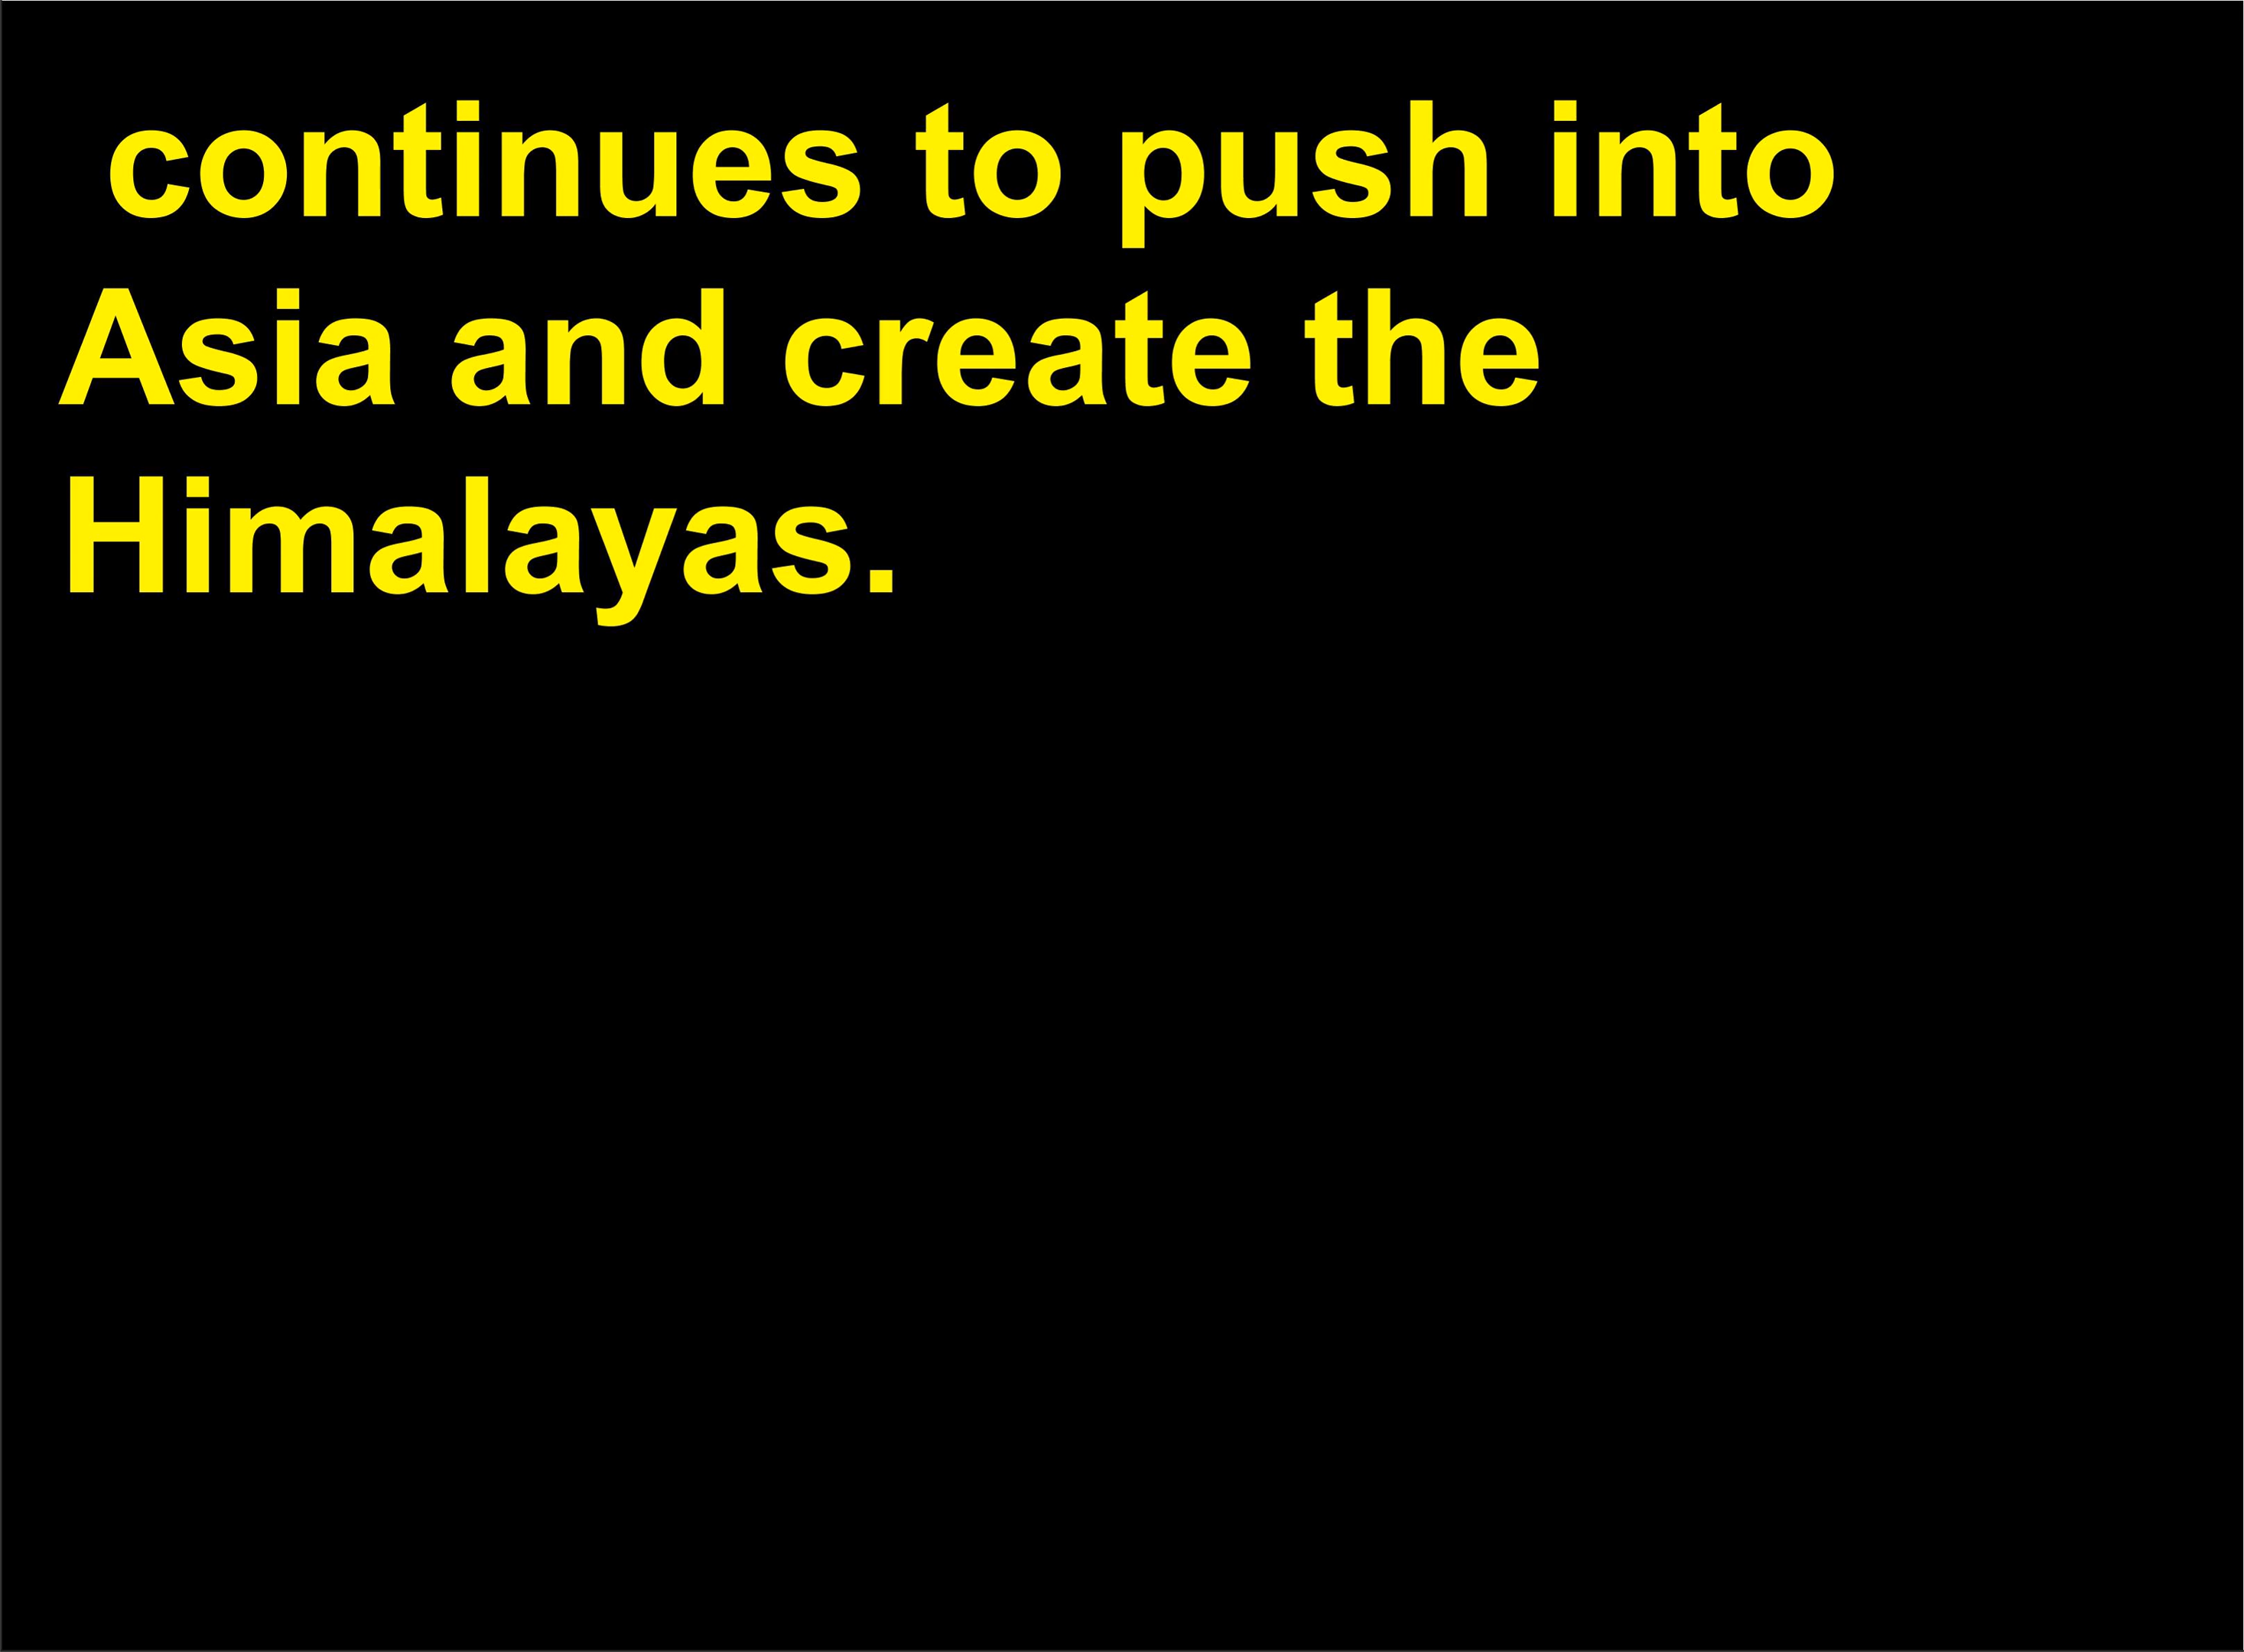 continues to push into
Asia and create the
Himalayas.